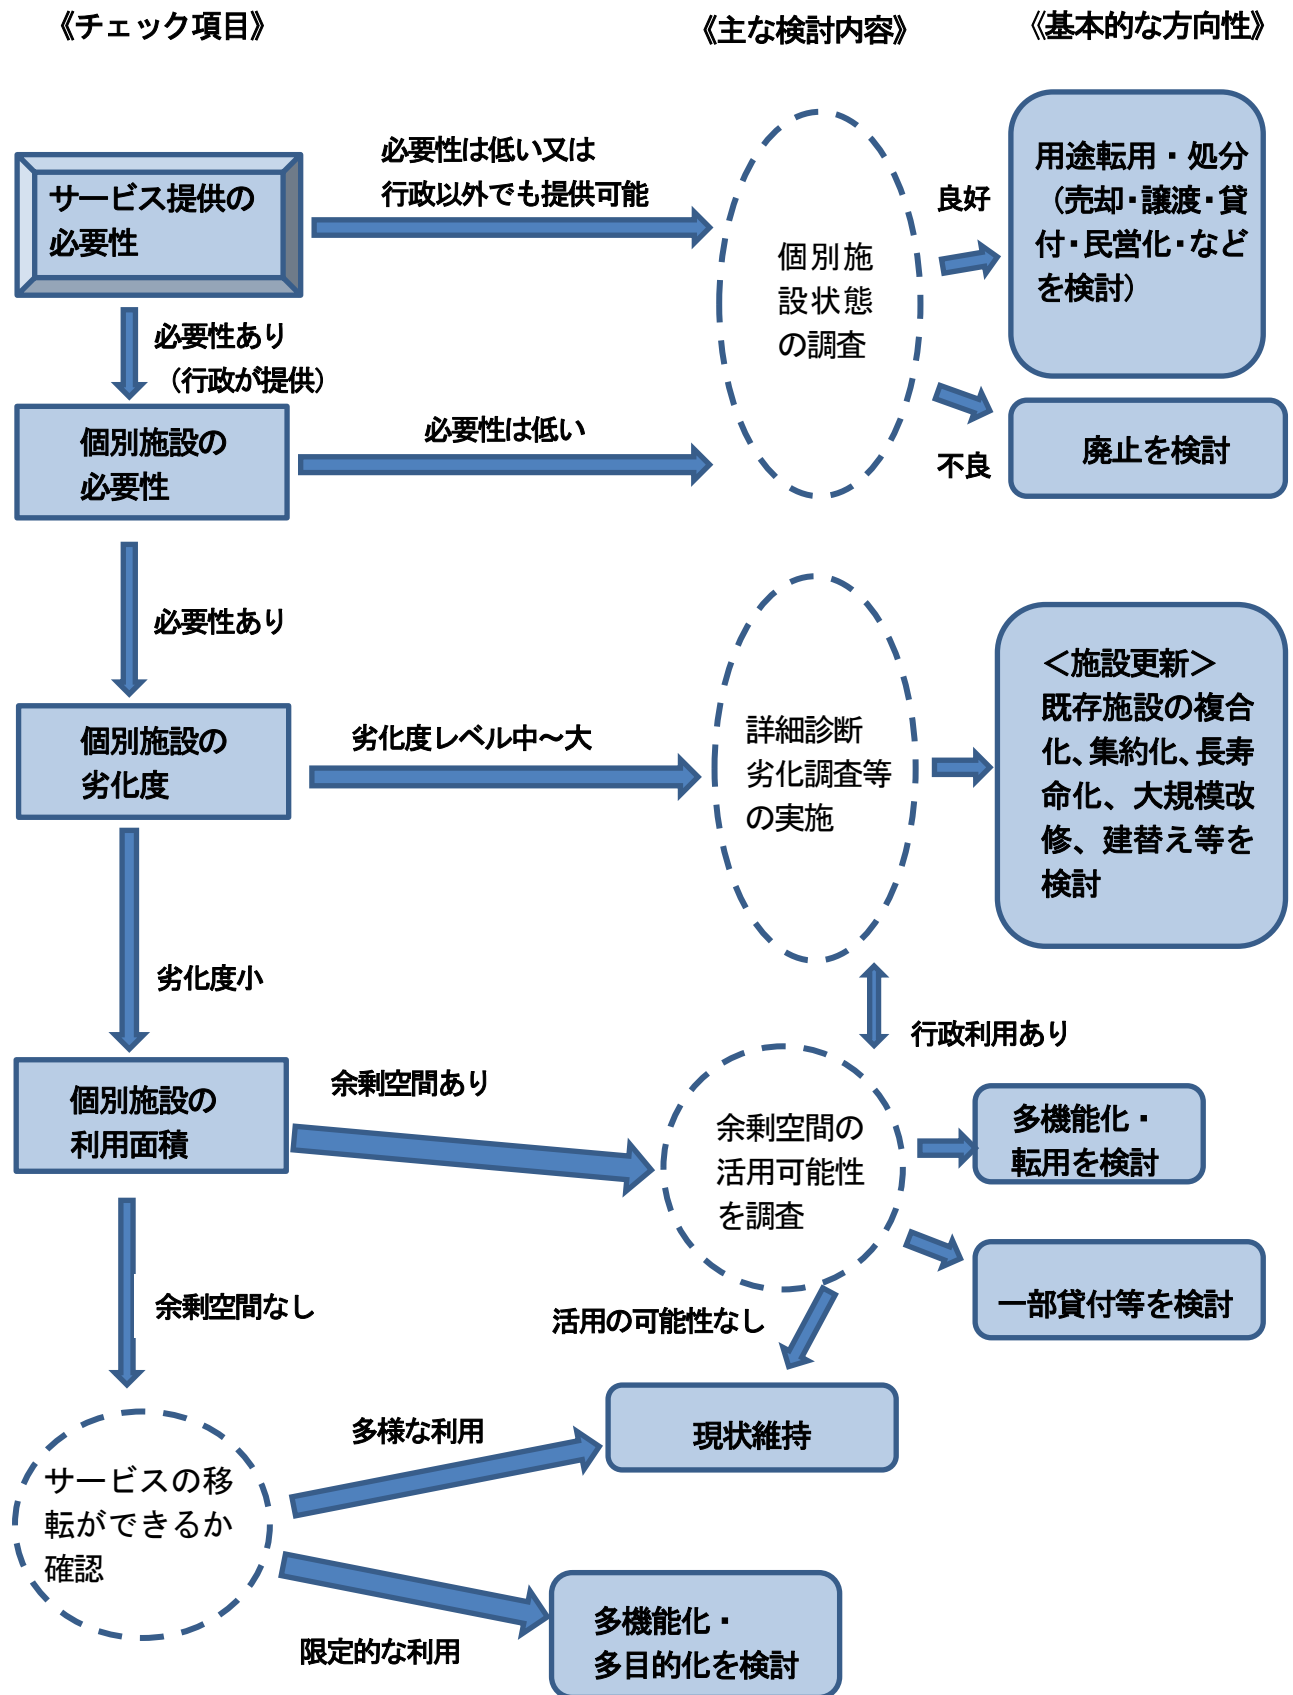 《チェック項目》
《主な検討内容》
《基本的な方向性》
サービス提供の
必要性
必要性は低い又は
行政以外でも提供可能
個別施
設状態
の調査
良好
用途転用・処分
（売却・譲渡・貸
付・民営化・など
を検討）
必要性あり
（行政が提供）
個別施設の
必要性
必要性は低い
不良
廃止を検討
必要性あり
個別施設の
劣化度
劣化度レベル中～大
詳細診断
劣化調査等
の実施
＜施設更新＞
既存施設の複合
化、集約化、長寿
命化、大規模改
修、建替え等を
検討
劣化度小
行政利用あり
個別施設の
利用面積
余剰空間あり
余剰空間の
活用可能性
を調査
多機能化・
転用を検討
一部貸付等を検討
余剰空間なし
活用の可能性なし
現状維持
サービスの移
転ができるか
確認
多様な利用
限定的な利用
多機能化・
多目的化を検討